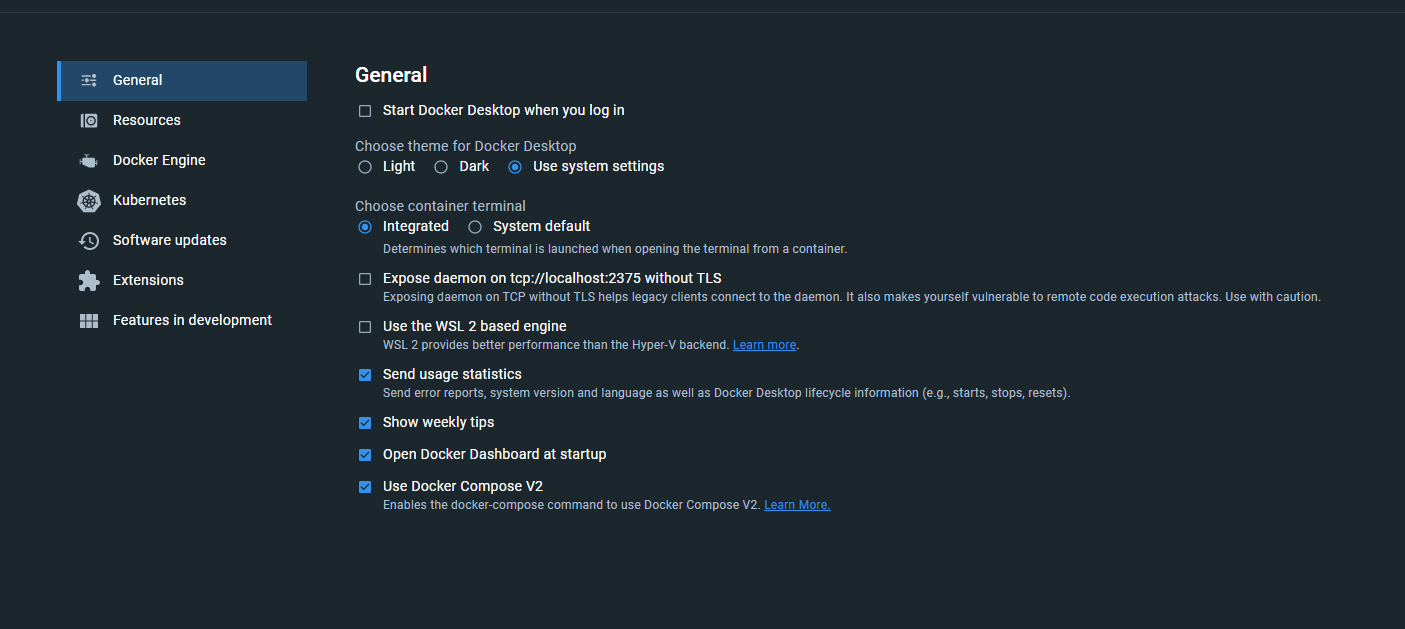 General
Resources
Docker Engine
Kubernetes
Software updates
Extensions
Features in development
General
Start Docker Desktop when you log in
Choose theme for Docker Desktop
Light Dark Use system settings
Choose container terminal
Integrated System default
Determines which terminal is launched when opening the terminal from a container.
Expose daemon on tcp://localhost:2375 without TLS
Exposing daemon on TCP without TLS helps legacy clients connect to the daemon. It also makes yourself vulnerable to remote code execution attacks. Use with caution.
Use the WSL 2 based engine
WSL 2 provides better performance than the Hyper-V backend. Learn more.
Send usage statistics
Send error reports, system version and language as well as Docker Desktop lifecycle information (e.g., starts, stops, resets).
Show weekly tips
Open Docker Dashboard at startup
Use Docker Compose V2
Enables the docker-compose command to use Docker Compose V2. Learn More.